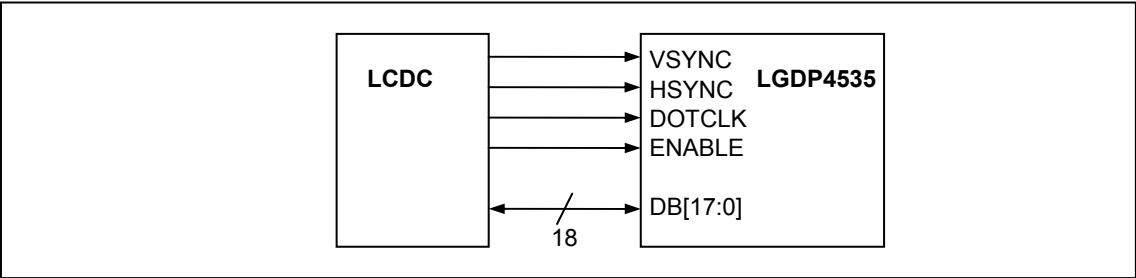 LCDC
VSYNC
HSYNC
LGDP4535
DOTCLK
ENABLE
DB[17:0]
18